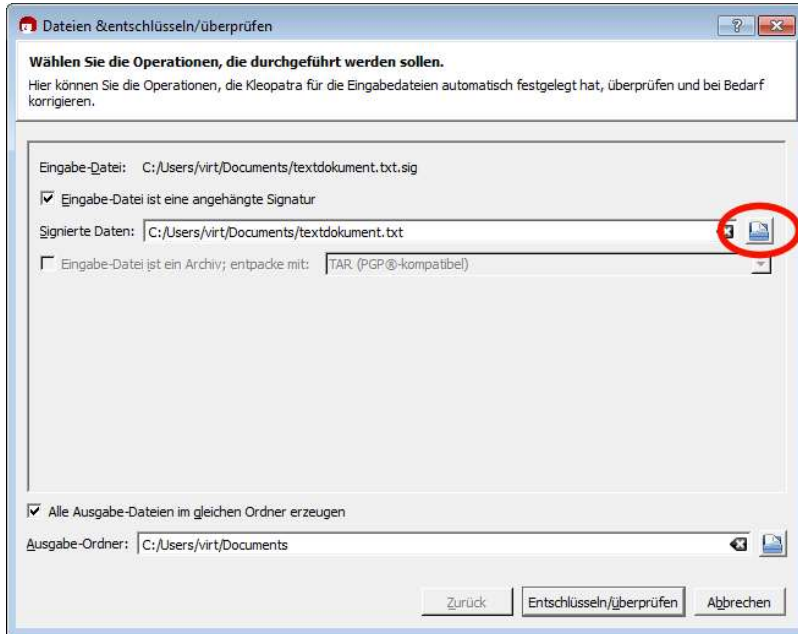 Dateien &entschlüsseln/überprüfen
Wählen Sie die Operationen, die durchgeführt werden sollen.
Hier können Sie die Operationen, die Kleopatra für die Eingabedateien automatisch festgelegt hat, überprüfen und bei Bedarf
korrigieren.
Eingabe-Datei: C:/Users/virt/Documents/textdokument.txt.sig
Eingabe-Datei ist eine angehängte Signatur
Signierte Daten: C:/Users/virt/Documents/textdokument.txt
Eingabe-Datei ist ein Archiv; entpacke mit: TAR (PGP®-kompatibel)
Alle Ausgabe-Dateien im gleichen Ordner erzeugen
Ausgabe-Ordner: C:/Users/virt/Documents
Zurück Entschlüsseln/überprüfen Abbrechen